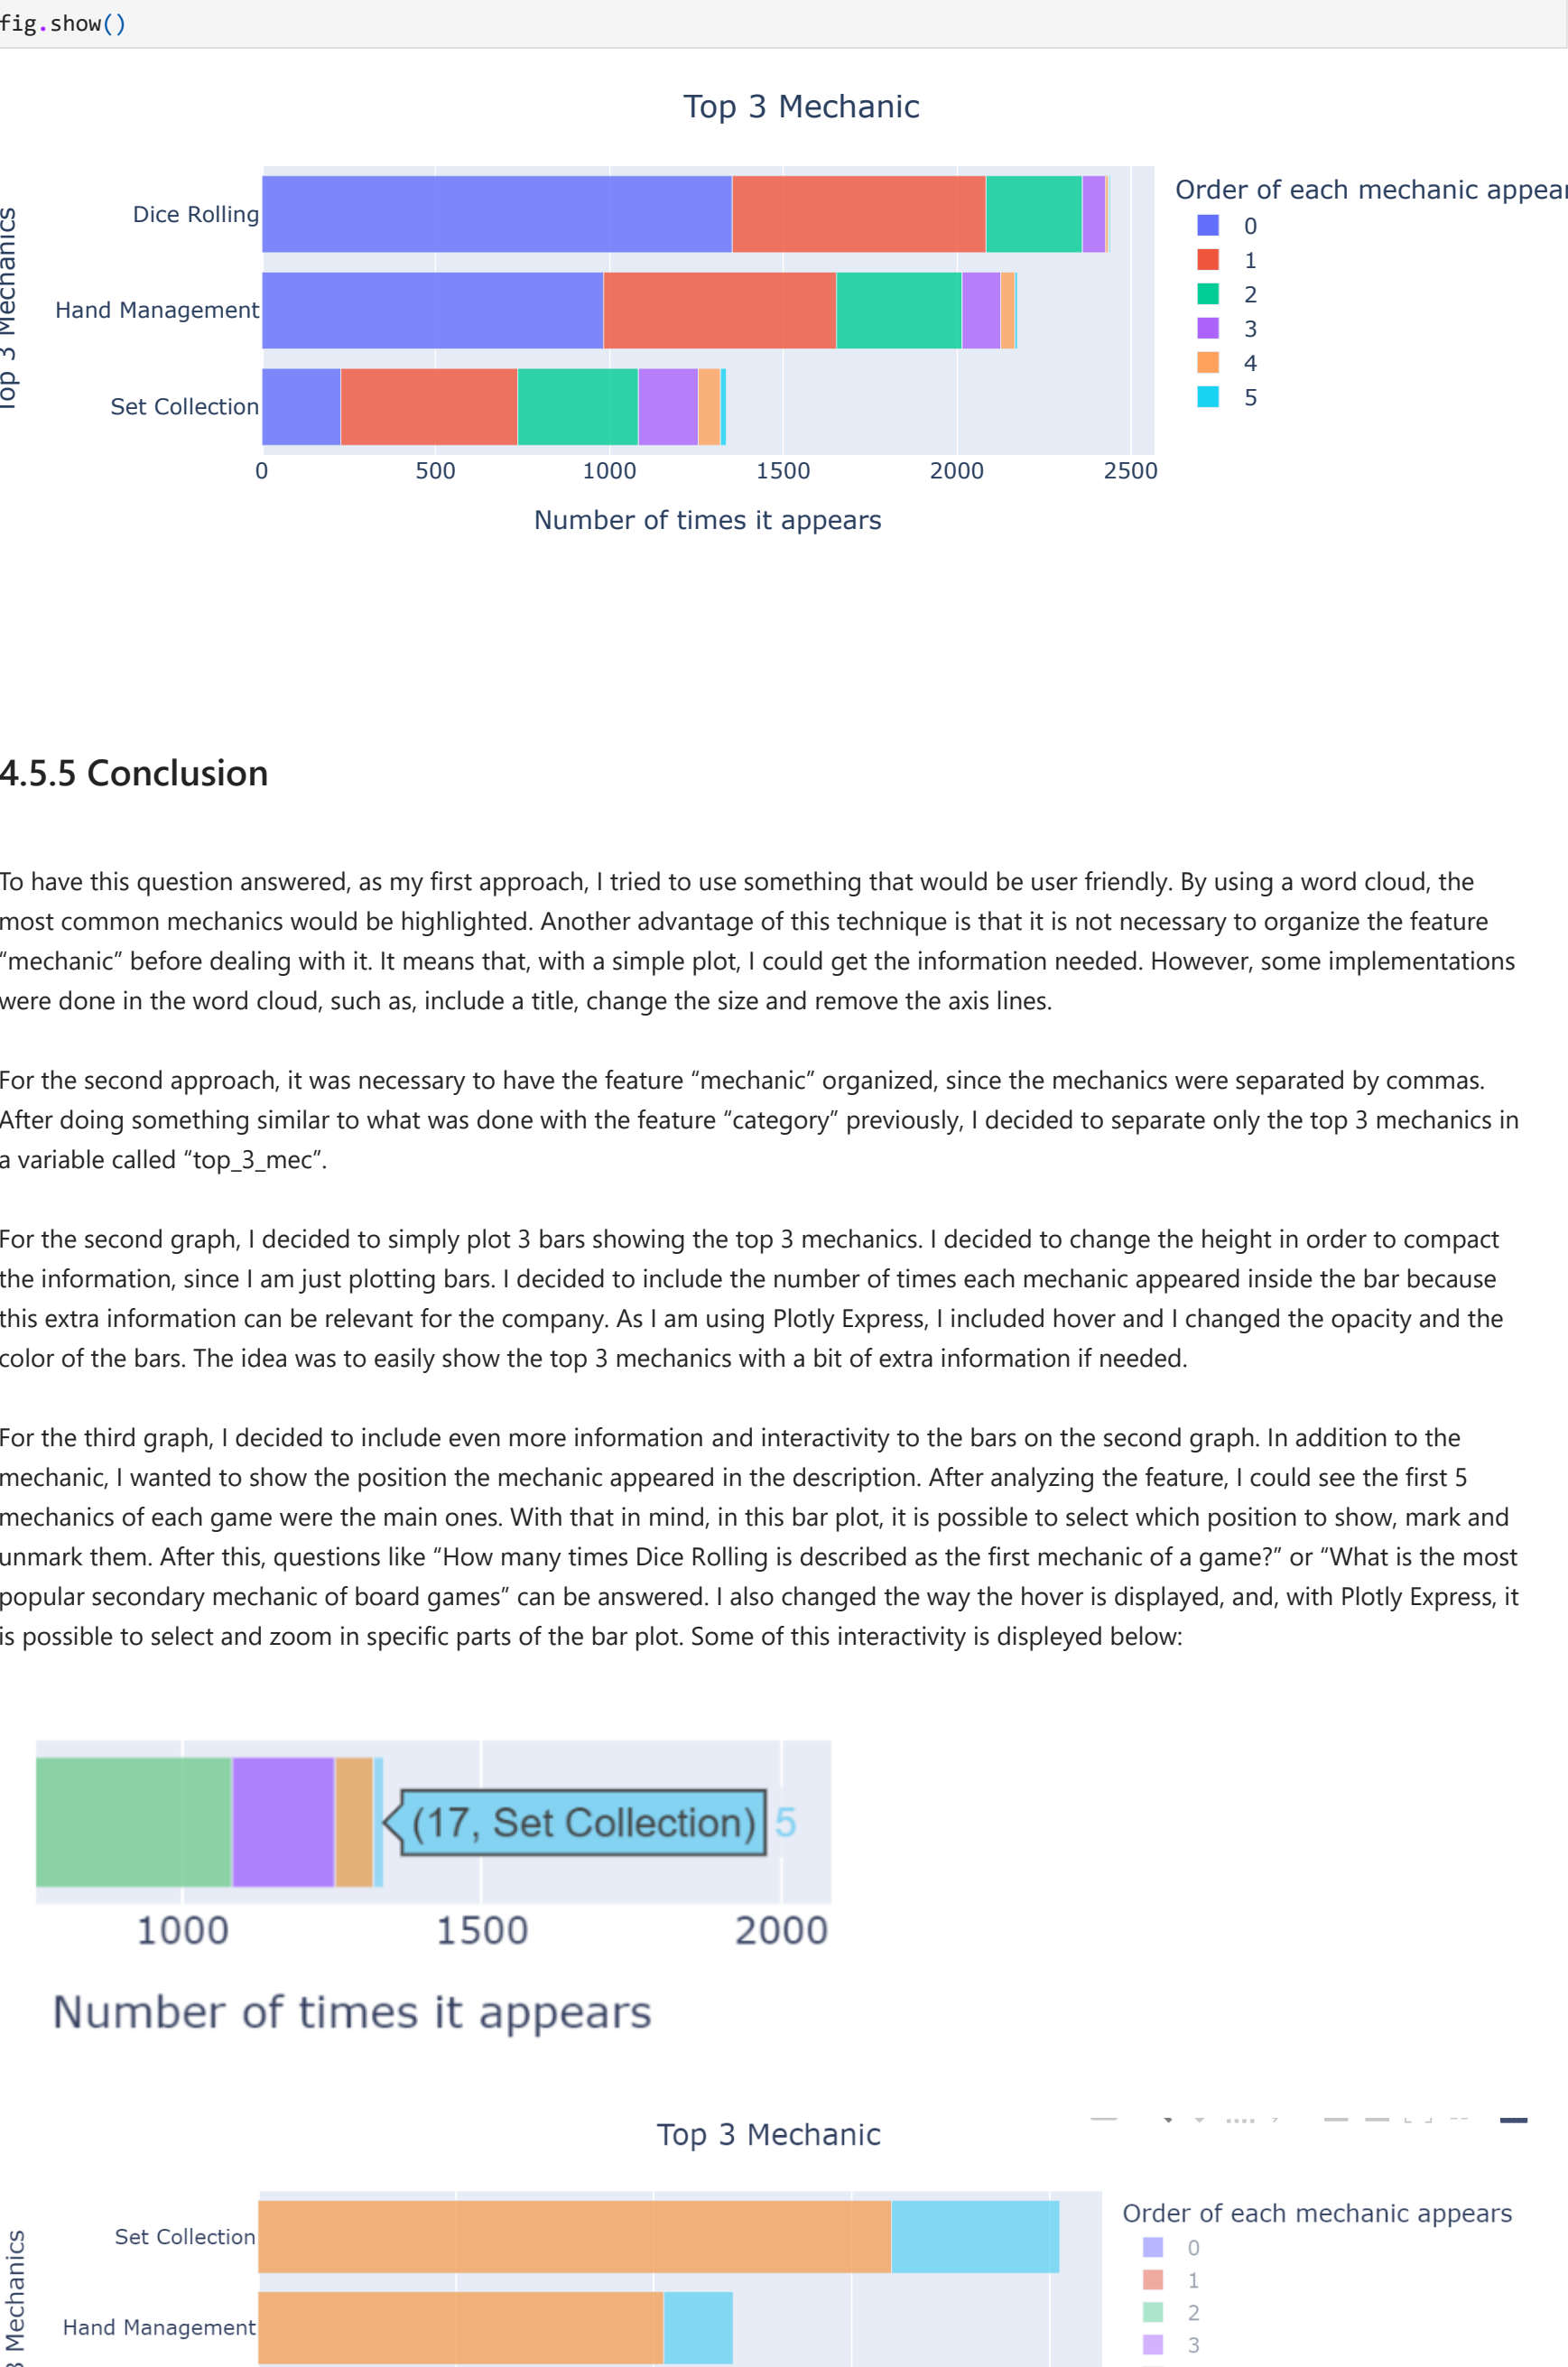 fig.show()
Top 3 Mechanic
Top 3 Mechanics
Dice Rolling
Hand Management
Set Collection
0 500 1000 1500 2000 2500
Number of times it appears
Order of each mechanic appear
0
1
2
3
4
5
4.5.5 Conclusion
To have this question answered, as my first approach, I tried to use something that would be user friendly. By using a word cloud, the
most common mechanics would be highlighted. Another advantage of this technique is that it is not necessary to organize the feature
“mechanic” before dealing with it. It means that, with a simple plot, I could get the information needed. However, some implementations
were done in the word cloud, such as, include a title, change the size and remove the axis lines.
For the second approach, it was necessary to have the feature “mechanic” organized, since the mechanics were separated by commas.
After doing something similar to what was done with the feature “category” previously, I decided to separate only the top 3 mechanics in
a variable called “top_3_mec”.
For the second graph, I decided to simply plot 3 bars showing the top 3 mechanics. I decided to change the height in order to compact
the information, since I am just plotting bars. I decided to include the number of times each mechanic appeared inside the bar because
this extra information can be relevant for the company. As I am using Plotly Express, I included hover and I changed the opacity and the
color of the bars. The idea was to easily show the top 3 mechanics with a bit of extra information if needed.
For the third graph, I decided to include even more information and interactivity to the bars on the second graph. In addition to the
mechanic, I wanted to show the position the mechanic appeared in the description. After analyzing the feature, I could see the first 5
mechanics of each game were the main ones. With that in mind, in this bar plot, it is possible to select which position to show, mark and
unmark them. After this, questions like “How many times Dice Rolling is described as the first mechanic of a game?” or “What is the most
popular secondary mechanic of board games” can be answered. I also changed the way the hover is displayed, and, with Plotly Express, it
is possible to select and zoom in specific parts of the bar plot. Some of this interactivity is displeyed below:
(17, Set Collection) 5
1000 1500 2000
Number of times it appears
Top 3 Mechanic
3 Mechanics
Set Collection
Hand Management
Order of each mechanic appears
0
1
2
3